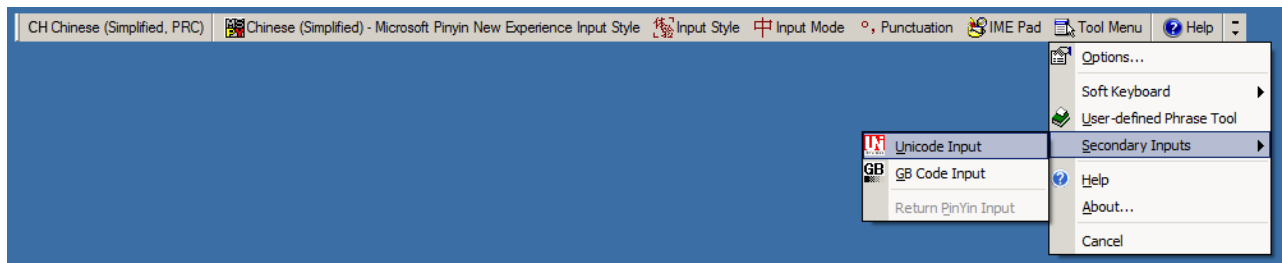 CH Chinese (Simplified, PRC) Chinese (Simplified) - Microsoft Pinyin New Experience Input Style Input Style 中 Input Mode °, Punctuation IME Pad Tool Menu Help
Options...
Soft Keyboard
User-defined Phrase Tool
Secondary Inputs
Help
About...
Cancel
Unicode Input
GB GB Code Input
Return PinYin Input